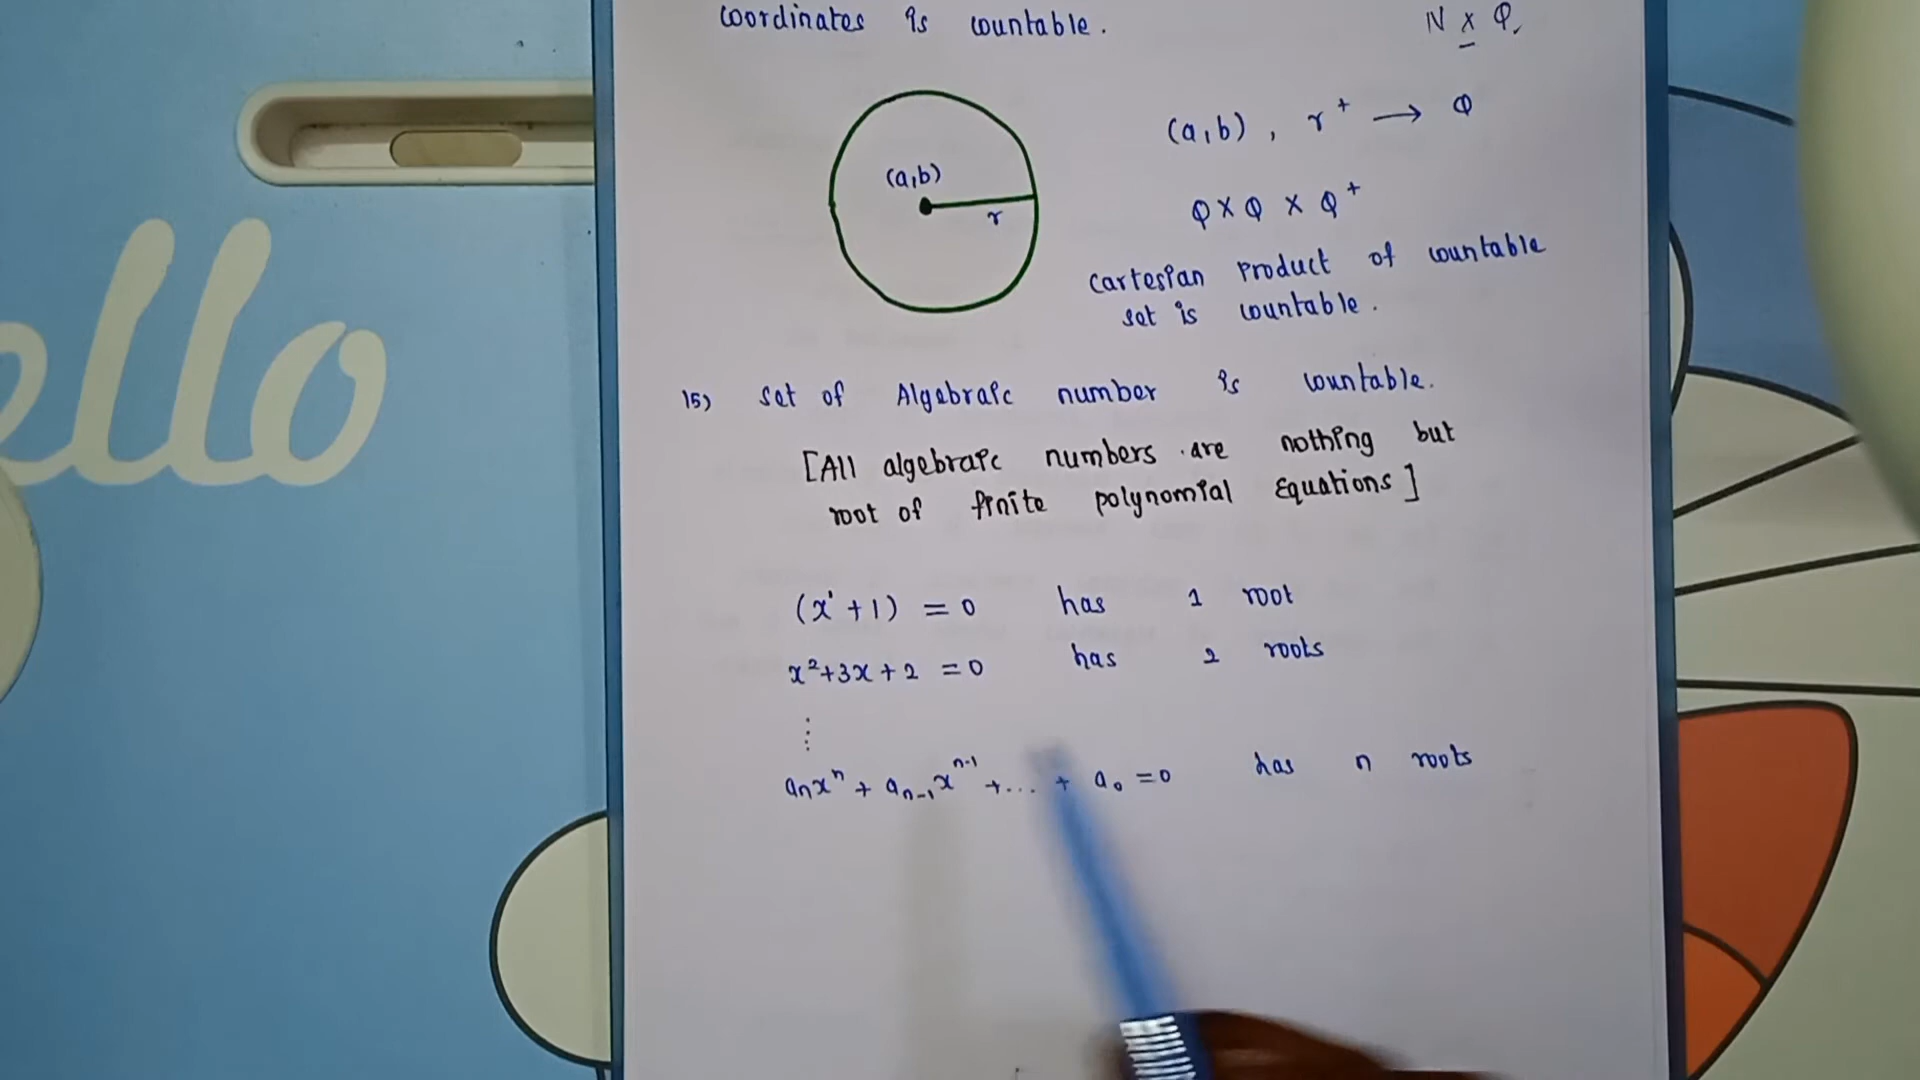 coordinates is countable.
N x Q
(a,b), r⁺ → Q
(a,b)
r
Q X Q X Q⁺
cartesian product of countable
set is countable.
15) set of Algebraic number is countable.
[All algebraic numbers are nothing but
root of finite polynomial Equations]
(x¹+1) = 0 has 1 root
x²+3x+2 = 0 has 2 roots
⋮
aₙxⁿ + aₙ₋₁xⁿ⁻¹ +... + a₀ = 0 has n roots
ello